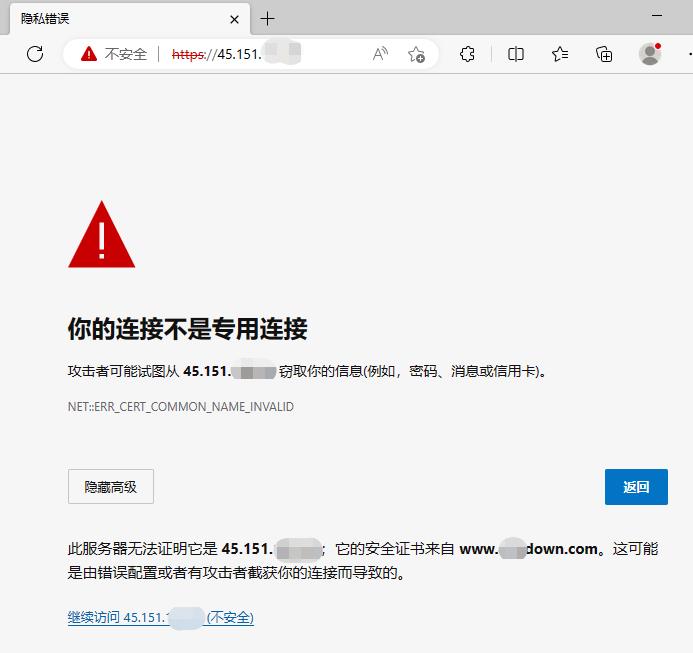 隐私错误
不安全 https://45.151.
你的连接不是专用连接
攻击者可能试图从 45.151. 窃取你的信息(例如，密码、消息或信用卡)。
NET::ERR_CERT_COMMON_NAME_INVALID
隐藏高级
返回
此服务器无法证明它是 45.151. ；它的安全证书来自 www. down.com。这可能
是由错误配置或者有攻击者截获你的连接而导致的。
继续访问 45.151. (不安全)